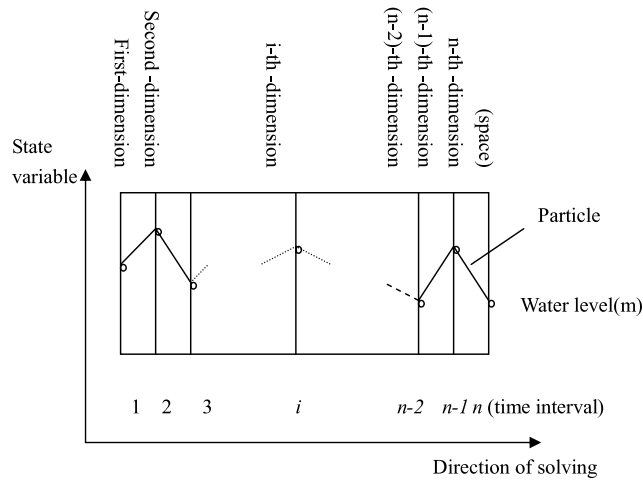 First-dimension
Second -dimension
i-th -dimension
(n-2)-th -dimension
(n-1)-th -dimension
n-th- dimension
(space)
State
variable
Particle
Water level(m)
1 2 3 i n-2 n-1 n (time interval)
Direction of solving